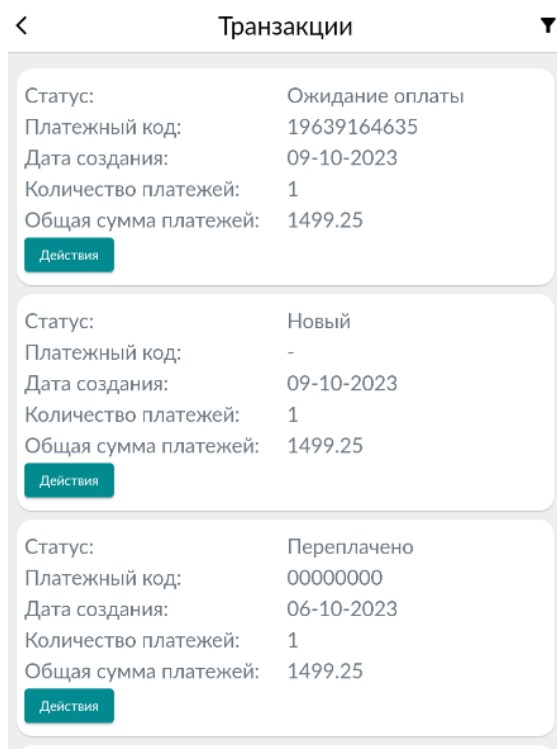 Транзакции
Статус: Ожидание оплаты
Платежный код: 19639164635
Дата создания: 09-10-2023
Количество платежей: 1
Общая сумма платежей: 1499.25
Действия
Статус: Новый
Платежный код: -
Дата создания: 09-10-2023
Количество платежей: 1
Общая сумма платежей: 1499.25
Действия
Статус: Переплачено
Платежный код: 00000000
Дата создания: 06-10-2023
Количество платежей: 1
Общая сумма платежей: 1499.25
Действия